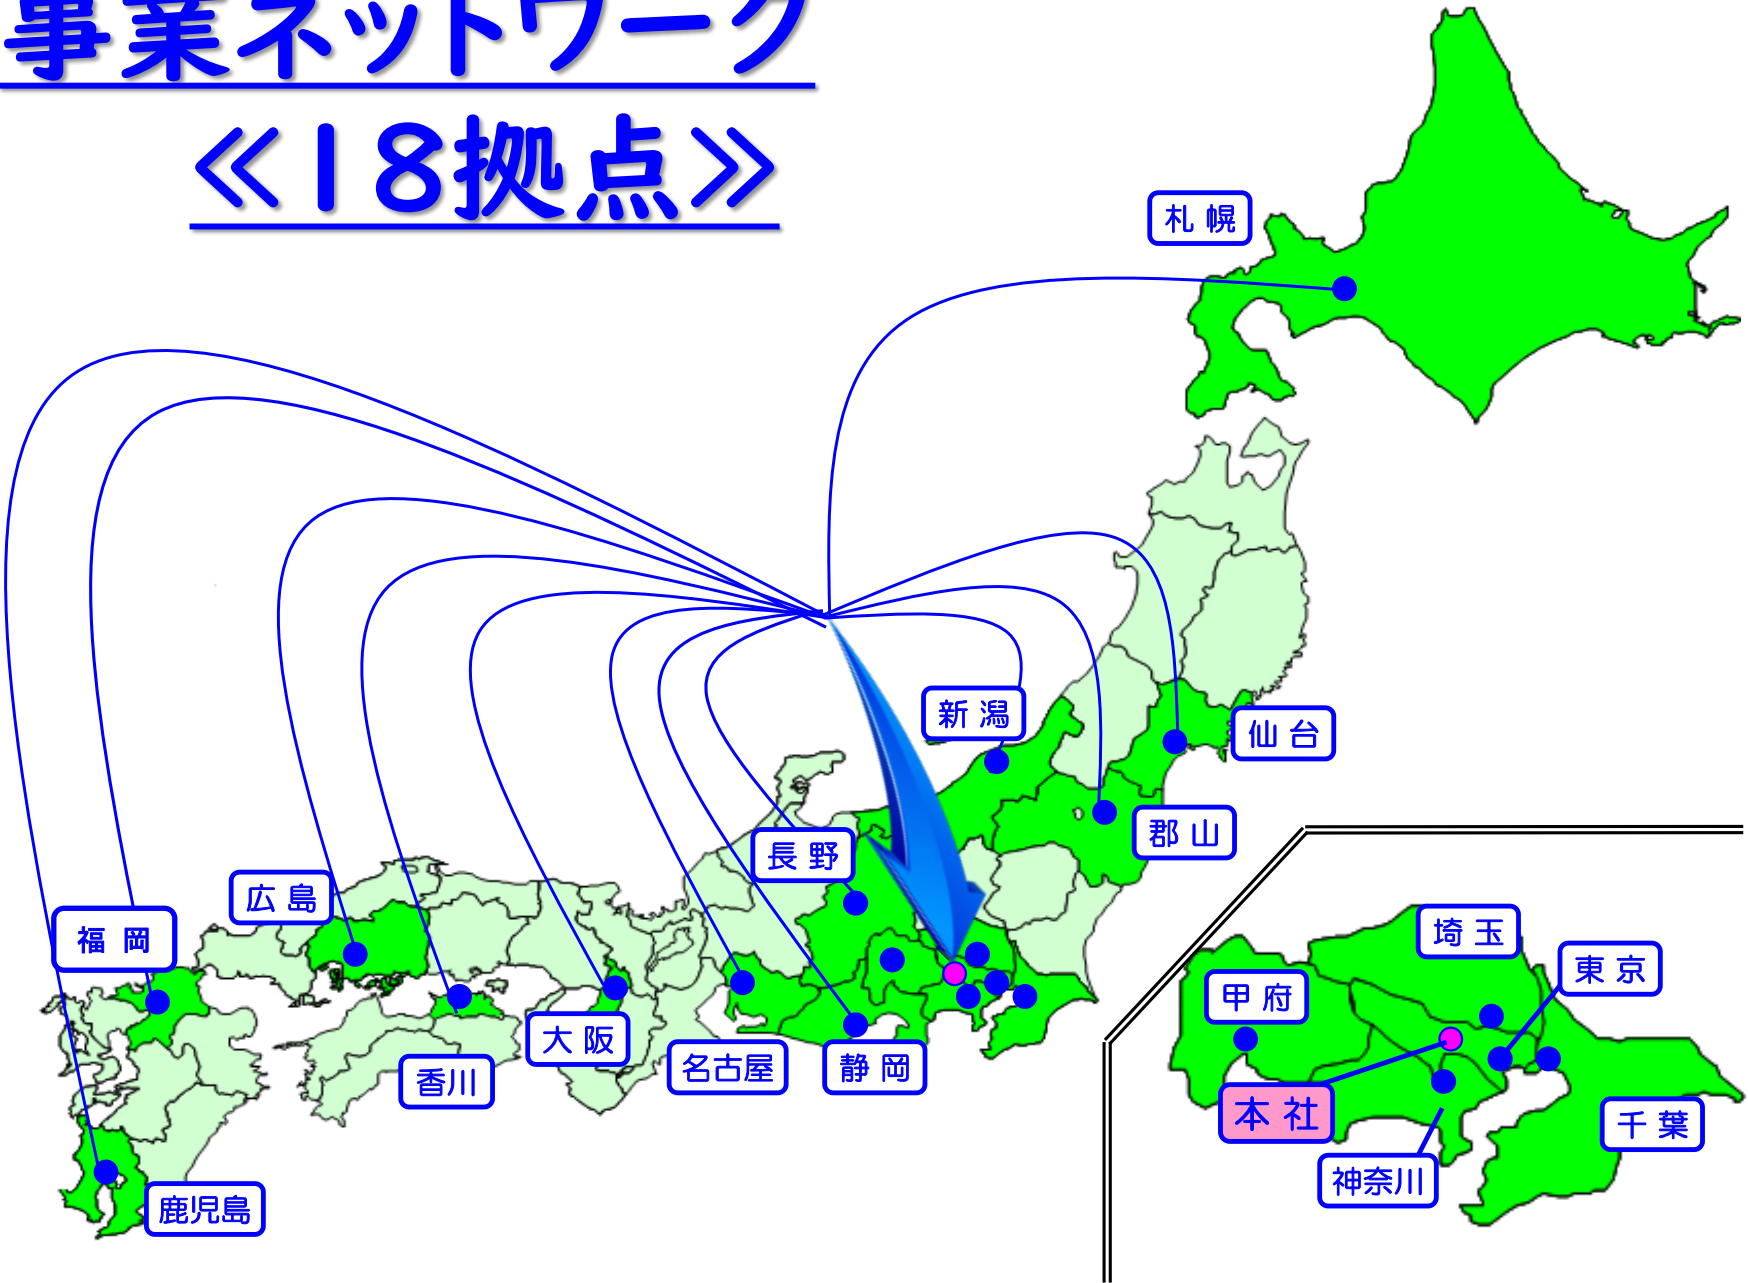 事業ネットワーク
≪18拠点≫
札幌
新潟
仙台
郡山
長野
広島
福岡
埼玉
東京
甲府
大阪
名古屋
静岡
香川
本社
千葉
神奈川
鹿児島